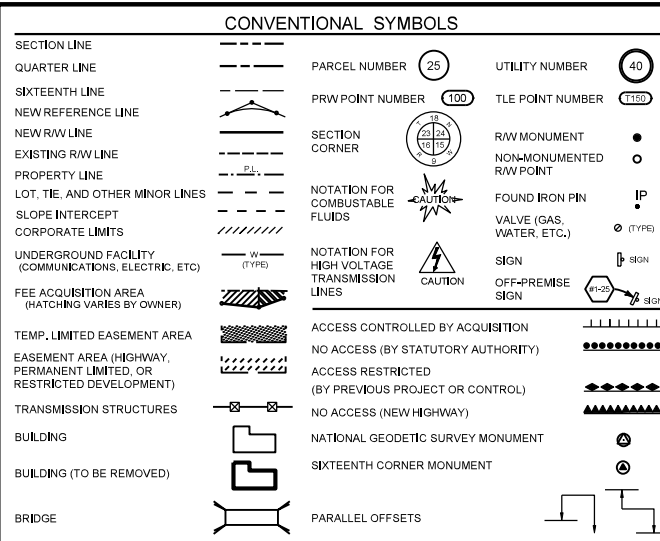 CONVENTIONAL SYMBOLS
SECTION LINE
QUARTER LINE
SIXTEENTH LINE
NEW REFERENCE LINE
NEW R/W LINE
EXISTING R/W LINE
PROPERTY LINE
P.L.
LOT, TIE, AND OTHER MINOR LINES
SLOPE INTERCEPT
CORPORATE LIMITS
UNDERGROUND FACILITY
(COMMUNICATIONS, ELECTRIC, ETC)
W
(TYPE)
FEE ACQUISITION AREA
(HATCHING VARIES BY OWNER)
TEMP. LIMITED EASEMENT AREA
EASEMENT AREA (HIGHWAY,
PERMANENT LIMITED, OR
RESTRICTED DEVELOPMENT)
TRANSMISSION STRUCTURES
BUILDING
BUILDING (TO BE REMOVED)
BRIDGE
PARCEL NUMBER
25
PRW POINT NUMBER
100
SECTION
CORNER
T
18
N
23 24
16 15
R
9
W
NOTATION FOR
COMBUSTABLE
FLUIDS
CAUTION
NOTATION FOR
HIGH VOLTAGE
TRANSMISSION
LINES
CAUTION
UTILITY NUMBER
40
TLE POINT NUMBER
T150
R/W MONUMENT
NON-MONUMENTED
R/W POINT
FOUND IRON PIN
IP
VALVE (GAS,
WATER, ETC.)
(TYPE)
SIGN
SIGN
OFF-PREMISE
SIGN
#1-25
SIGN
ACCESS CONTROLLED BY ACQUISITION
NO ACCESS (BY STATUTORY AUTHORITY)
ACCESS RESTRICTED
(BY PREVIOUS PROJECT OR CONTROL)
NO ACCESS (NEW HIGHWAY)
NATIONAL GEODETIC SURVEY MONUMENT
SIXTEENTH CORNER MONUMENT
PARALLEL OFFSETS